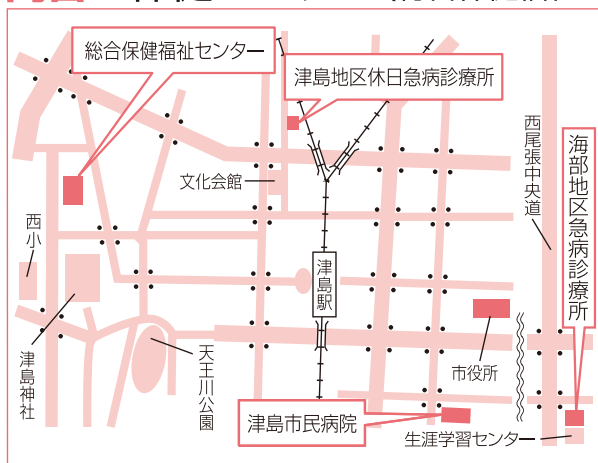 総合保健福祉センター
津島地区休日急病診療所
西尾張中央道
海部地区急病診療所
文化会館
西小
津島駅
津島神社
天王川公園
市役所
津島市民病院
生涯学習センター